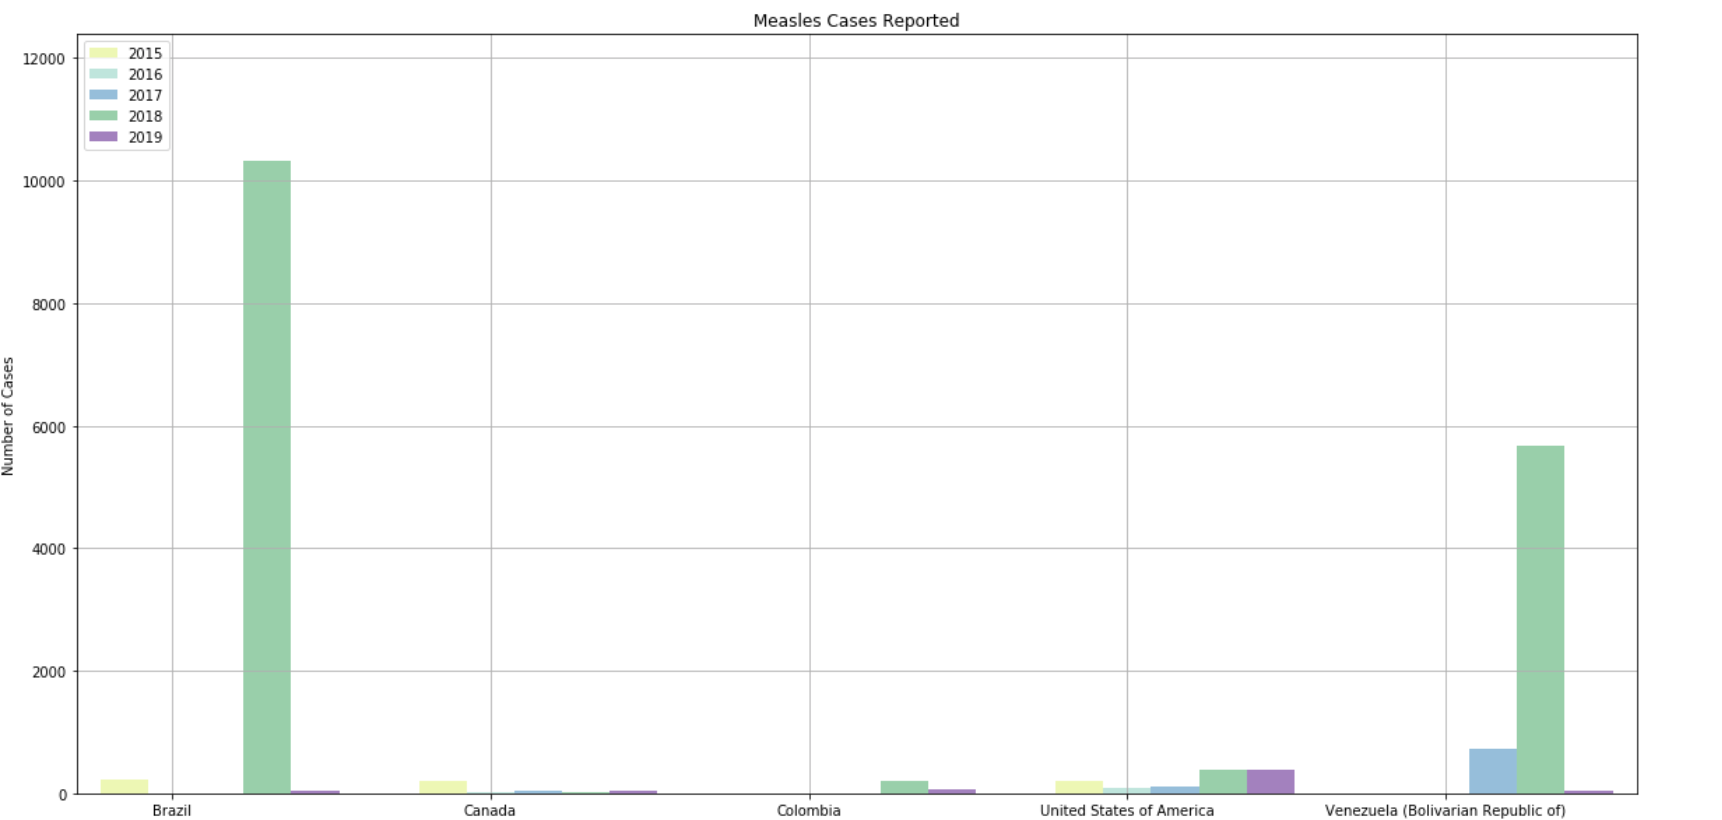 Measles Cases Reported
2015
2016
2017
2018
2019
12000
10000
8000
6000
4000
2000
0
Number of Cases
Brazil
Canada
Colombia
United States of America
Venezuela (Bolivarian Republic of)